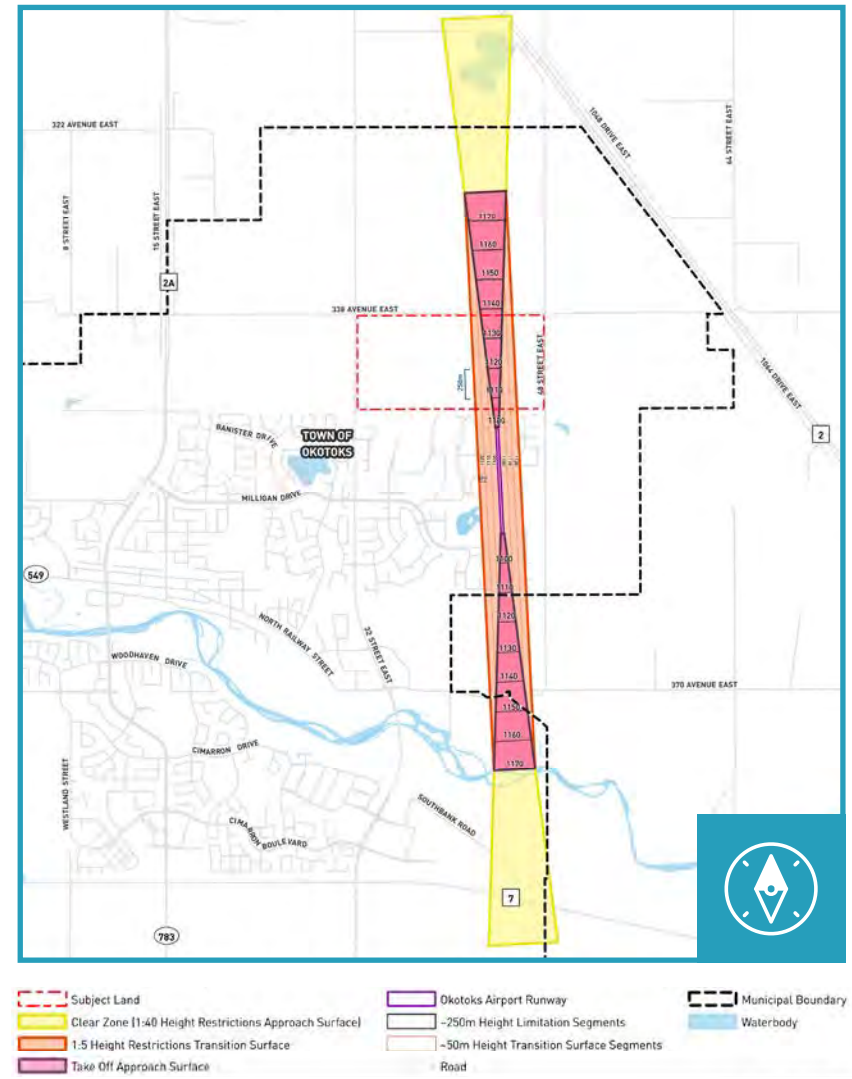 322 AVENUE EAST
1048 DRIVE EAST
64 STREET EAST
8 STREET EAST
15 STREET EAST
2A
1170
1160
1150
1140
338 AVENUE EAST
1130
1120
1110
250m
48 STREET EAST
1100
1064 DRIVE EAST
2
BANISTER DRIVE
TOWN OF
OKOTOKS
MILLIGAN DRIVE
549
1100
1110
1120
1130
1140
1150
1160
1170
NORTH RAILWAY STREET
32 STREET EAST
WOODHAVEN DRIVE
370 AVENUE EAST
CIMARRON DRIVE
WESTLAND STREET
CIMARRON BOULEVARD
SOUTHBANK ROAD
7
783
Subject Land
Clear Zone (1:40 Height Restrictions Approach Surface)
1:5 Height Restrictions Transition Surface
Take Off Approach Surface
Okotoks Airport Runway
~250m Height Limitation Segments
~50m Height Transition Surface Segments
Road
Municipal Boundary
Waterbody